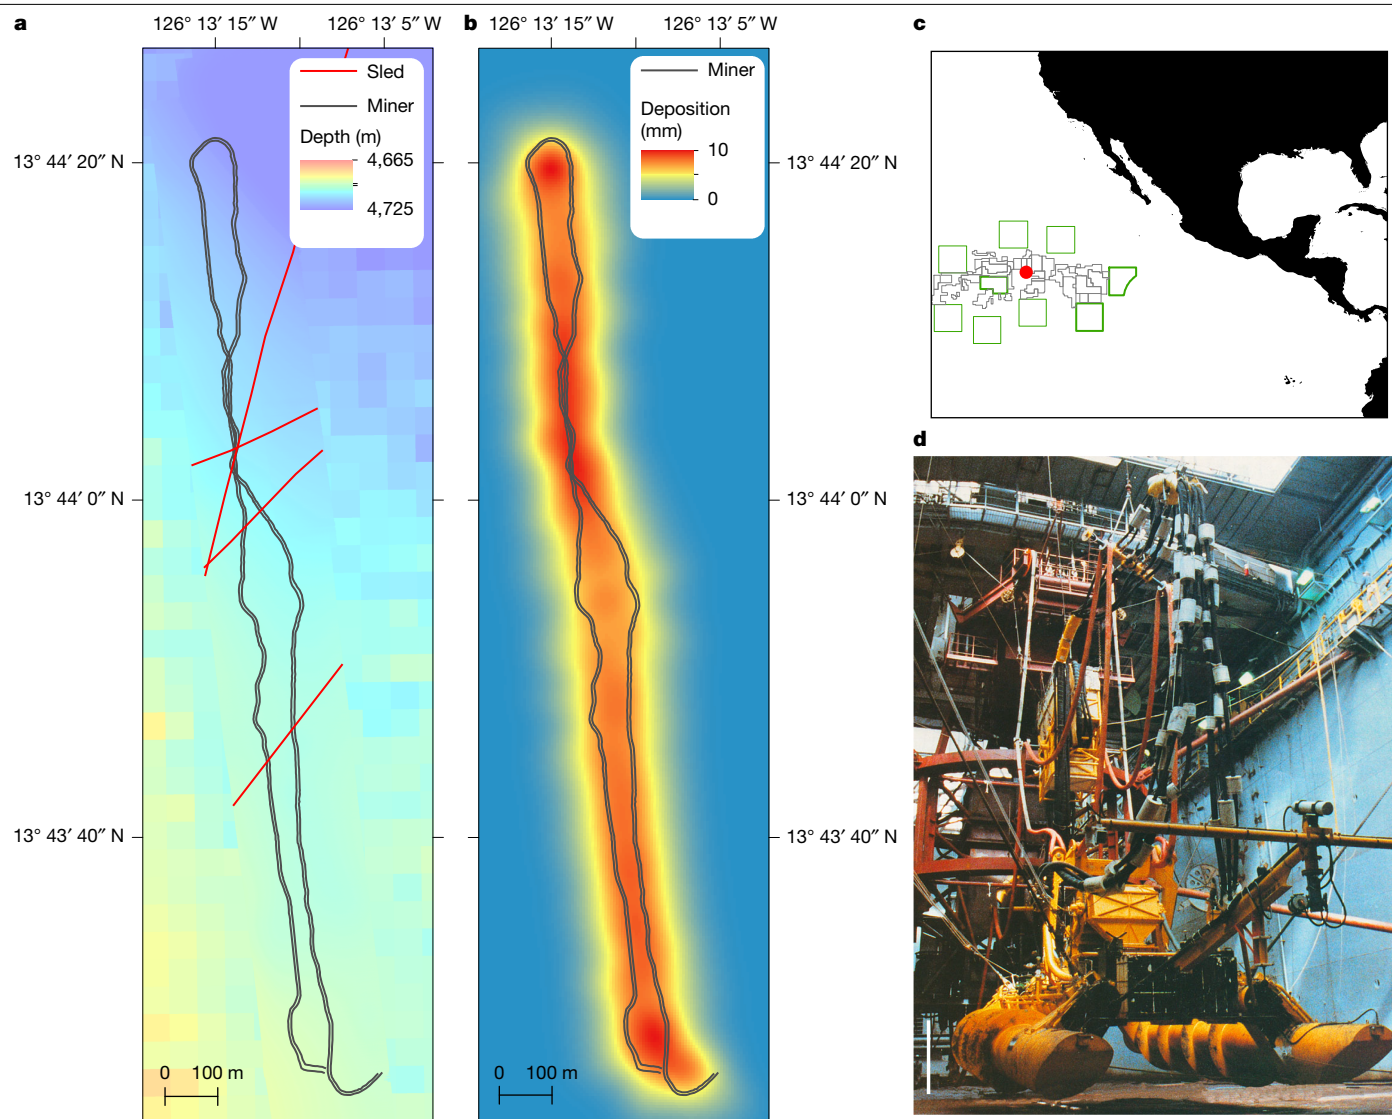 a
126° 13′ 15″ W
126° 13′ 5″ W
Sled
Miner
Depth (m)
4,665
4,725
13° 44′ 20″ N
13° 44′ 0″ N
13° 43′ 40″ N
0 100 m
b
126° 13′ 15″ W
126° 13′ 5″ W
Miner
Deposition
(mm)
10
0
13° 44′ 20″ N
13° 44′ 0″ N
13° 43′ 40″ N
0 100 m
c
d